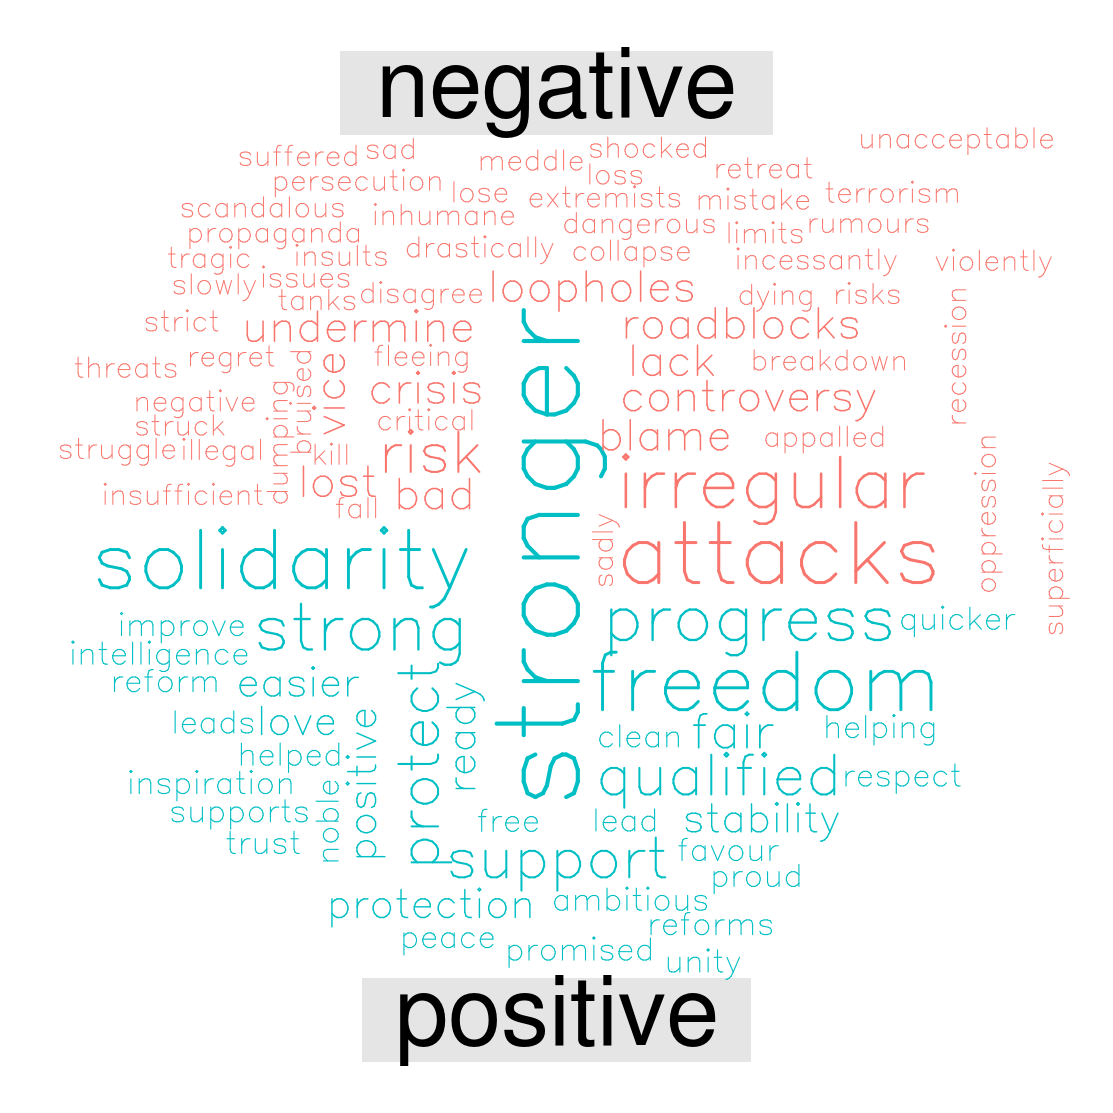 negative
unacceptable
suffered sad meddle shocked
loss retreat
persecution lose extremists mistake terrorism
scandalous inhumane dangerous limits rumours
propaganda drastically collapse
tragic insults incessantly violently
slowly issues loopholes dying risks
tanks disagree
strict undermine roadblocks recession
threats regret bruised vice fleeing lack breakdown
negative crisis controversy
struck critical
struggle illegal dumping kill risk blame appalled
insufficient lost bad irregular
fall
oppression superficially
sadly attacks
stronger
solidarity
improve strong progress quicker
intelligence
reform easier protect freedom
leads love ready clean fair helping
helped positive
inspiration qualified respect
supports noble free lead stability
trust support favour
proud
protection ambitious
reforms
peace promised
unity
positive